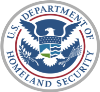 U.S. DEPARTMENT OF
HOMELAND SECURITY